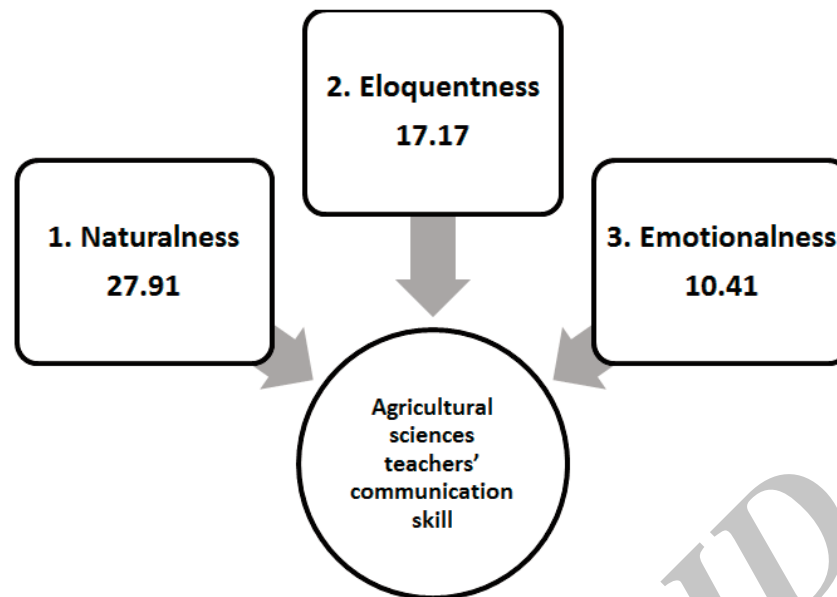 2. Eloquentness
17.17
1. Naturalness
27.91
3. Emotionalness
10.41
Agricultural
sciences
teachers'
communication
skill